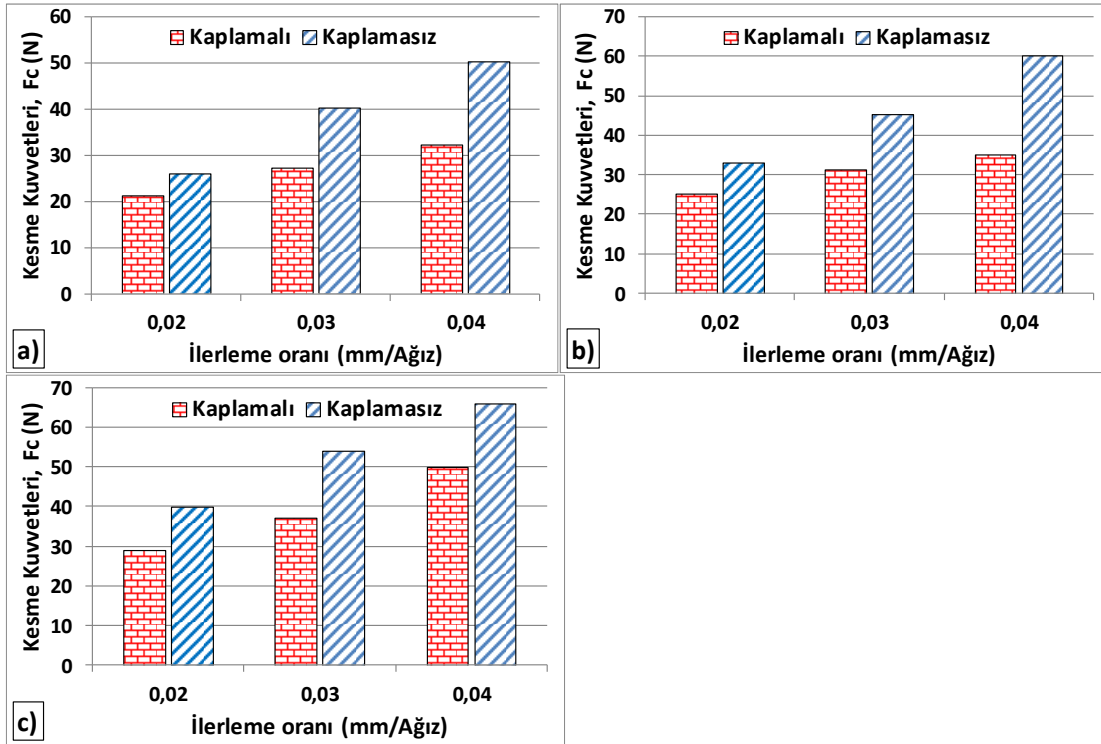 60
50
40
30
20
10
0
Kesme Kuvvetleri, Fc (N)
Kaplamalı Kaplamasız
0,02 0,03 0,04
İlerleme oranı (mm/Ağız)
a)
70
60
50
40
30
20
10
0
Kesme Kuvvetleri, Fc (N)
Kaplamalı Kaplamasız
0,02 0,03 0,04
İlerleme oranı (mm/Ağız)
b)
70
60
50
40
30
20
10
0
Kesme Kuvvetleri, Fc (N)
Kaplamalı Kaplamasız
0,02 0,03 0,04
İlerleme oranı (mm/Ağız)
c)